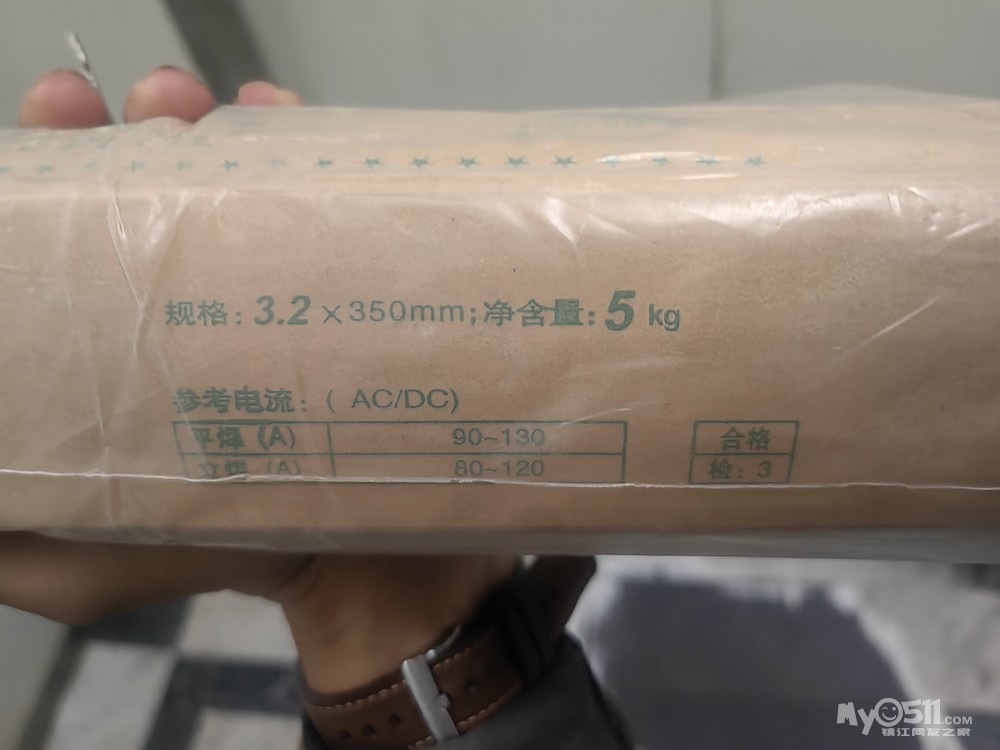 规格: 3.2×350mm;净含量:5 kg
参考电流: ( AC/DC)
平焊 (A) 90~130
立焊 (A) 80~120
合格
检: 3
My0511.COM
镇江网友之家